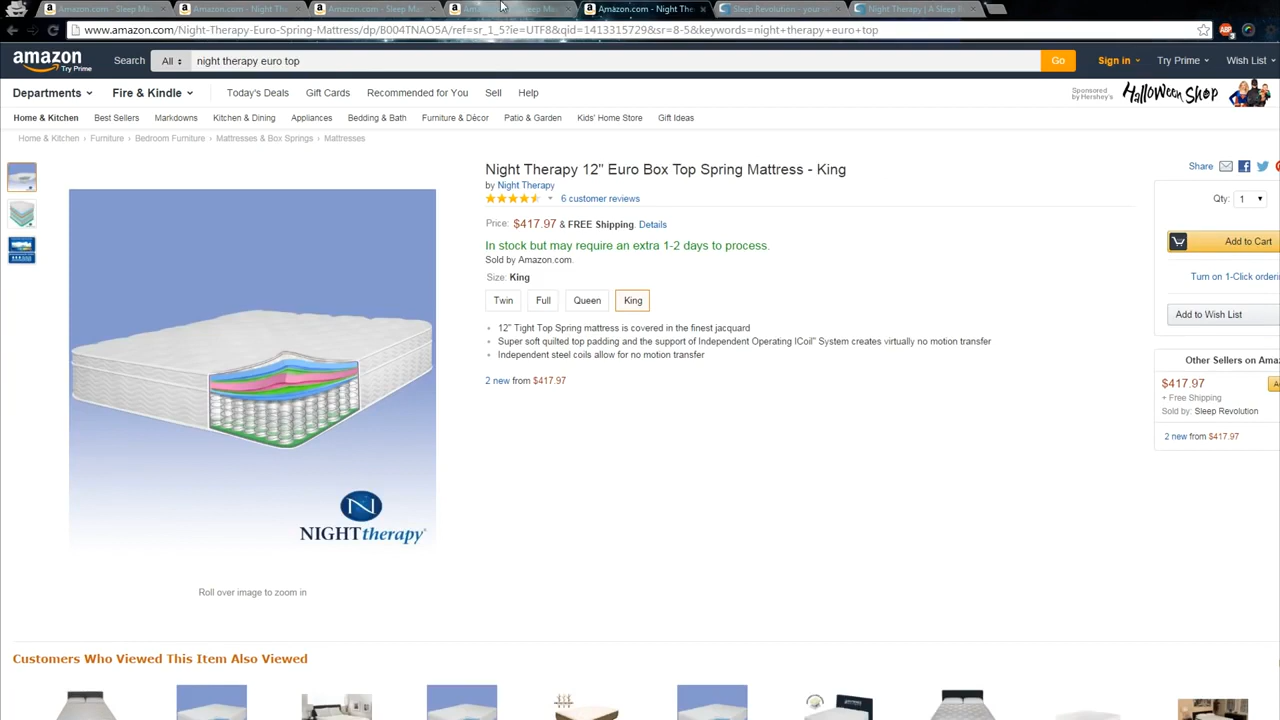 Amazon.com - Sleep Mas
Amazon.com - Night The
Amazon.com - Sleep Mas
Sleep Mas
Amazon.com - Night The
Sleep Revolution - your s
Night Therapy | A Sleep R
www.amazon.com/Night-Therapy-Euro-Spring-Mattress/dp/B004TNAO5A/ref=sr_1_5?ie=UTF8&qid=1413315729&sr=8-5&keywords=night+therapy+euro+top
amazon
Try Prime
Search
All
night therapy euro top
Go
Sign in
Try Prime
Wish List
Departments
Fire & Kindle
Today's Deals
Gift Cards
Recommended for You
Sell
Help
Sponsored
by Hershey's
Halloween Shop
Home & Kitchen
Best Sellers
Markdowns
Kitchen & Dining
Appliances
Bedding & Bath
Furniture & Décor
Patio & Garden
Kids' Home Store
Gift Ideas
Home & Kitchen › Furniture › Bedroom Furniture › Mattresses & Box Springs › Mattresses
Night Therapy 12" Euro Box Top Spring Mattress - King
by Night Therapy
6 customer reviews
Price: $417.97 & FREE Shipping. Details
In stock but may require an extra 1-2 days to process.
Sold by Amazon.com.
Size: King
Twin
Full
Queen
King
12" Tight Top Spring mattress is covered in the finest jacquard
Super soft quilted top padding and the support of Independent Operating ICoil™ System creates virtually no motion transfer
Independent steel coils allow for no motion transfer
2 new from $417.97
N
NIGHTtherapy®
Roll over image to zoom in
Share
Qty: 1
Add to Cart
Turn on 1-Click orderin
Add to Wish List
Other Sellers on Amaz
$417.97
+ Free Shipping
Sold by: Sleep Revolution
2 new from $417.97
Customers Who Viewed This Item Also Viewed